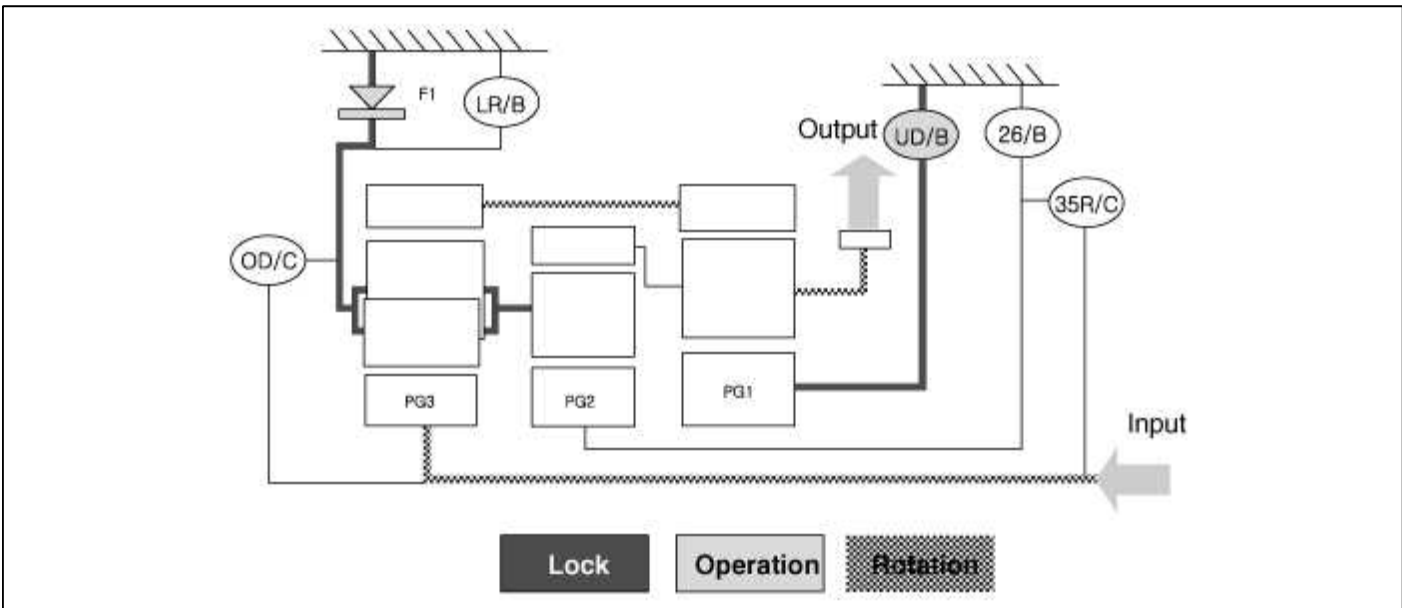 F1
LR/B
Output
UD/B
26/B
35R/C
OD/C
PG3
PG2
PG1
Input
Lock
Operation
Rotation